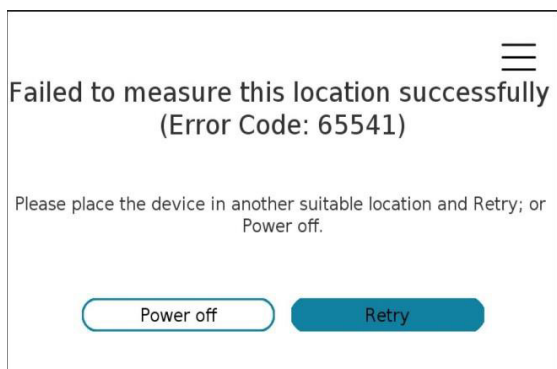 Failed to measure this location successfully
(Error Code: 65541)
Please place the device in another suitable location and Retry; or
Power off.
Power off
Retry